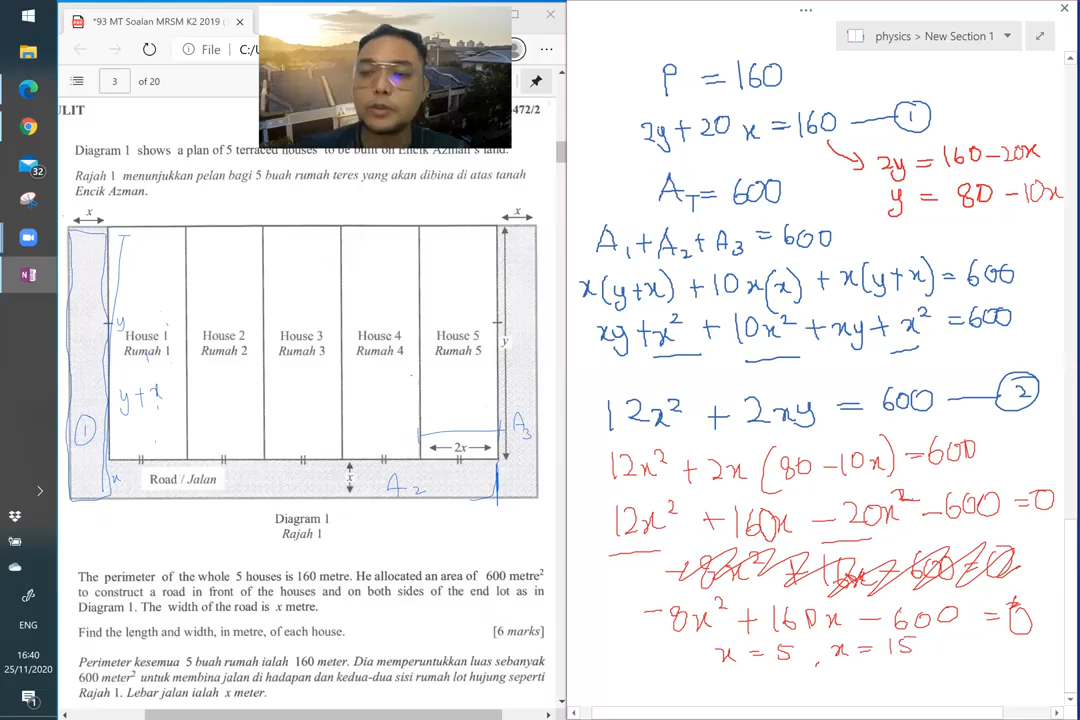 *93 MT Soalan MRSM K2 2019 (
File
C:/
3 of 20
ULIT
472/2
Diagram 1 shows a plan of 5 terraced houses to be built on Encik Azman's land.
Rajah 1 menunjukkan pelan bagi 5 buah rumah teres yang akan dibina di atas tanah
Encik Azman.
x
x
y
y
House 1
Rumah 1
House 2
Rumah 2
House 3
Rumah 3
House 4
Rumah 4
House 5
Rumah 5
y + x
1
A3
2x
x
Road / Jalan
x
A2
Diagram 1
Rajah 1
The perimeter of the whole 5 houses is 160 metre. He allocated an area of 600 metre²
to construct a road in front of the houses and on both sides of the end lot as in
Diagram 1. The width of the road is x metre.
Find the length and width, in metre, of each house. [6 marks]
Perimeter kesemua 5 buah rumah ialah 160 meter. Dia memperuntukkan luas sebanyak
600 meter² untuk membina jalan di hadapan dan kedua-dua sisi rumah lot hujung seperti
Rajah 1. Lebar jalan ialah x meter.
physics > New Section 1
P = 160
2y + 20x = 160 — 1
2y = 160 - 20x
y = 80 - 10x
AT = 600
A1 + A2 + A3 = 600
x(y+x) + 10x(x) + x(y+x) = 600
xy + x² + 10x² + xy + x² = 600
12x² + 2xy = 600 — 2
12x² + 2x (80 - 10x) = 600
12x² + 160x - 20x² - 600 = 0
-8x² + 160x - 600 = 0
x = 5, x = 15
32
ENG
16:40
25/11/2020
1